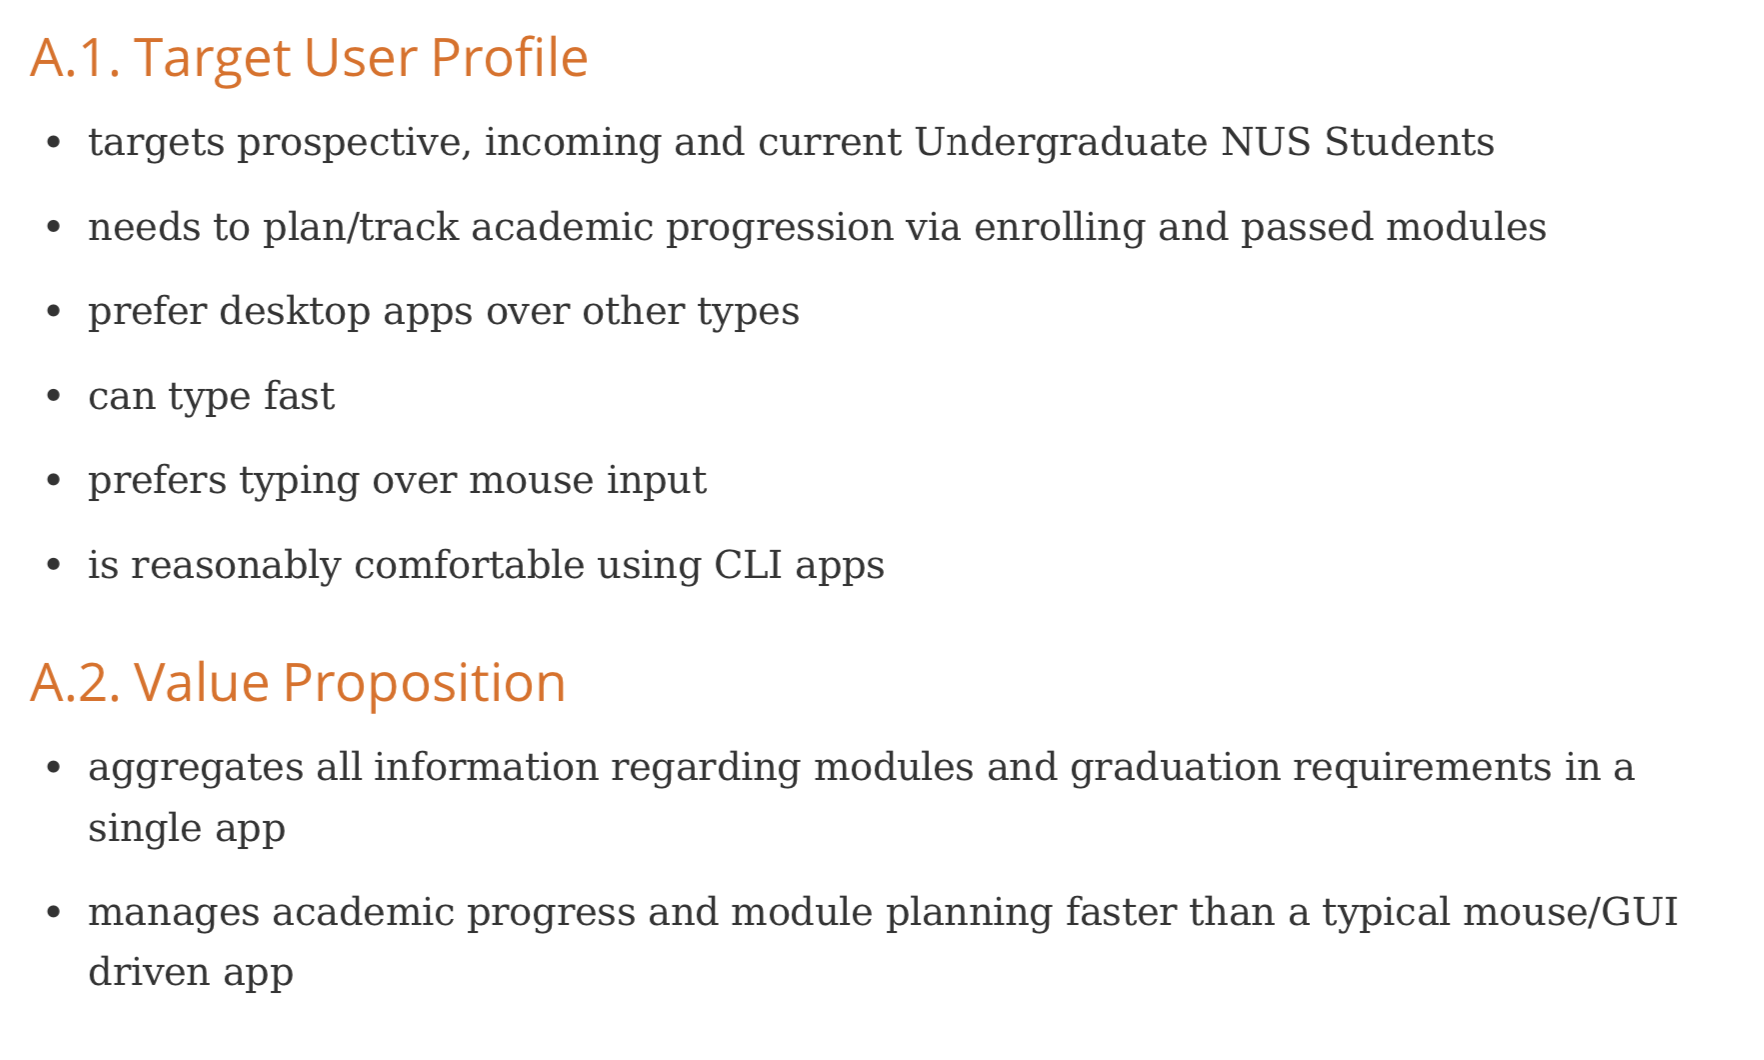 A.1. Target User Profile
• targets prospective, incoming and current Undergraduate NUS Students
• needs to plan/track academic progression via enrolling and passed modules
• prefer desktop apps over other types
• can type fast
• prefers typing over mouse input
• is reasonably comfortable using CLI apps
A.2. Value Proposition
• aggregates all information regarding modules and graduation requirements in a
single app
• manages academic progress and module planning faster than a typical mouse/GUI
driven app